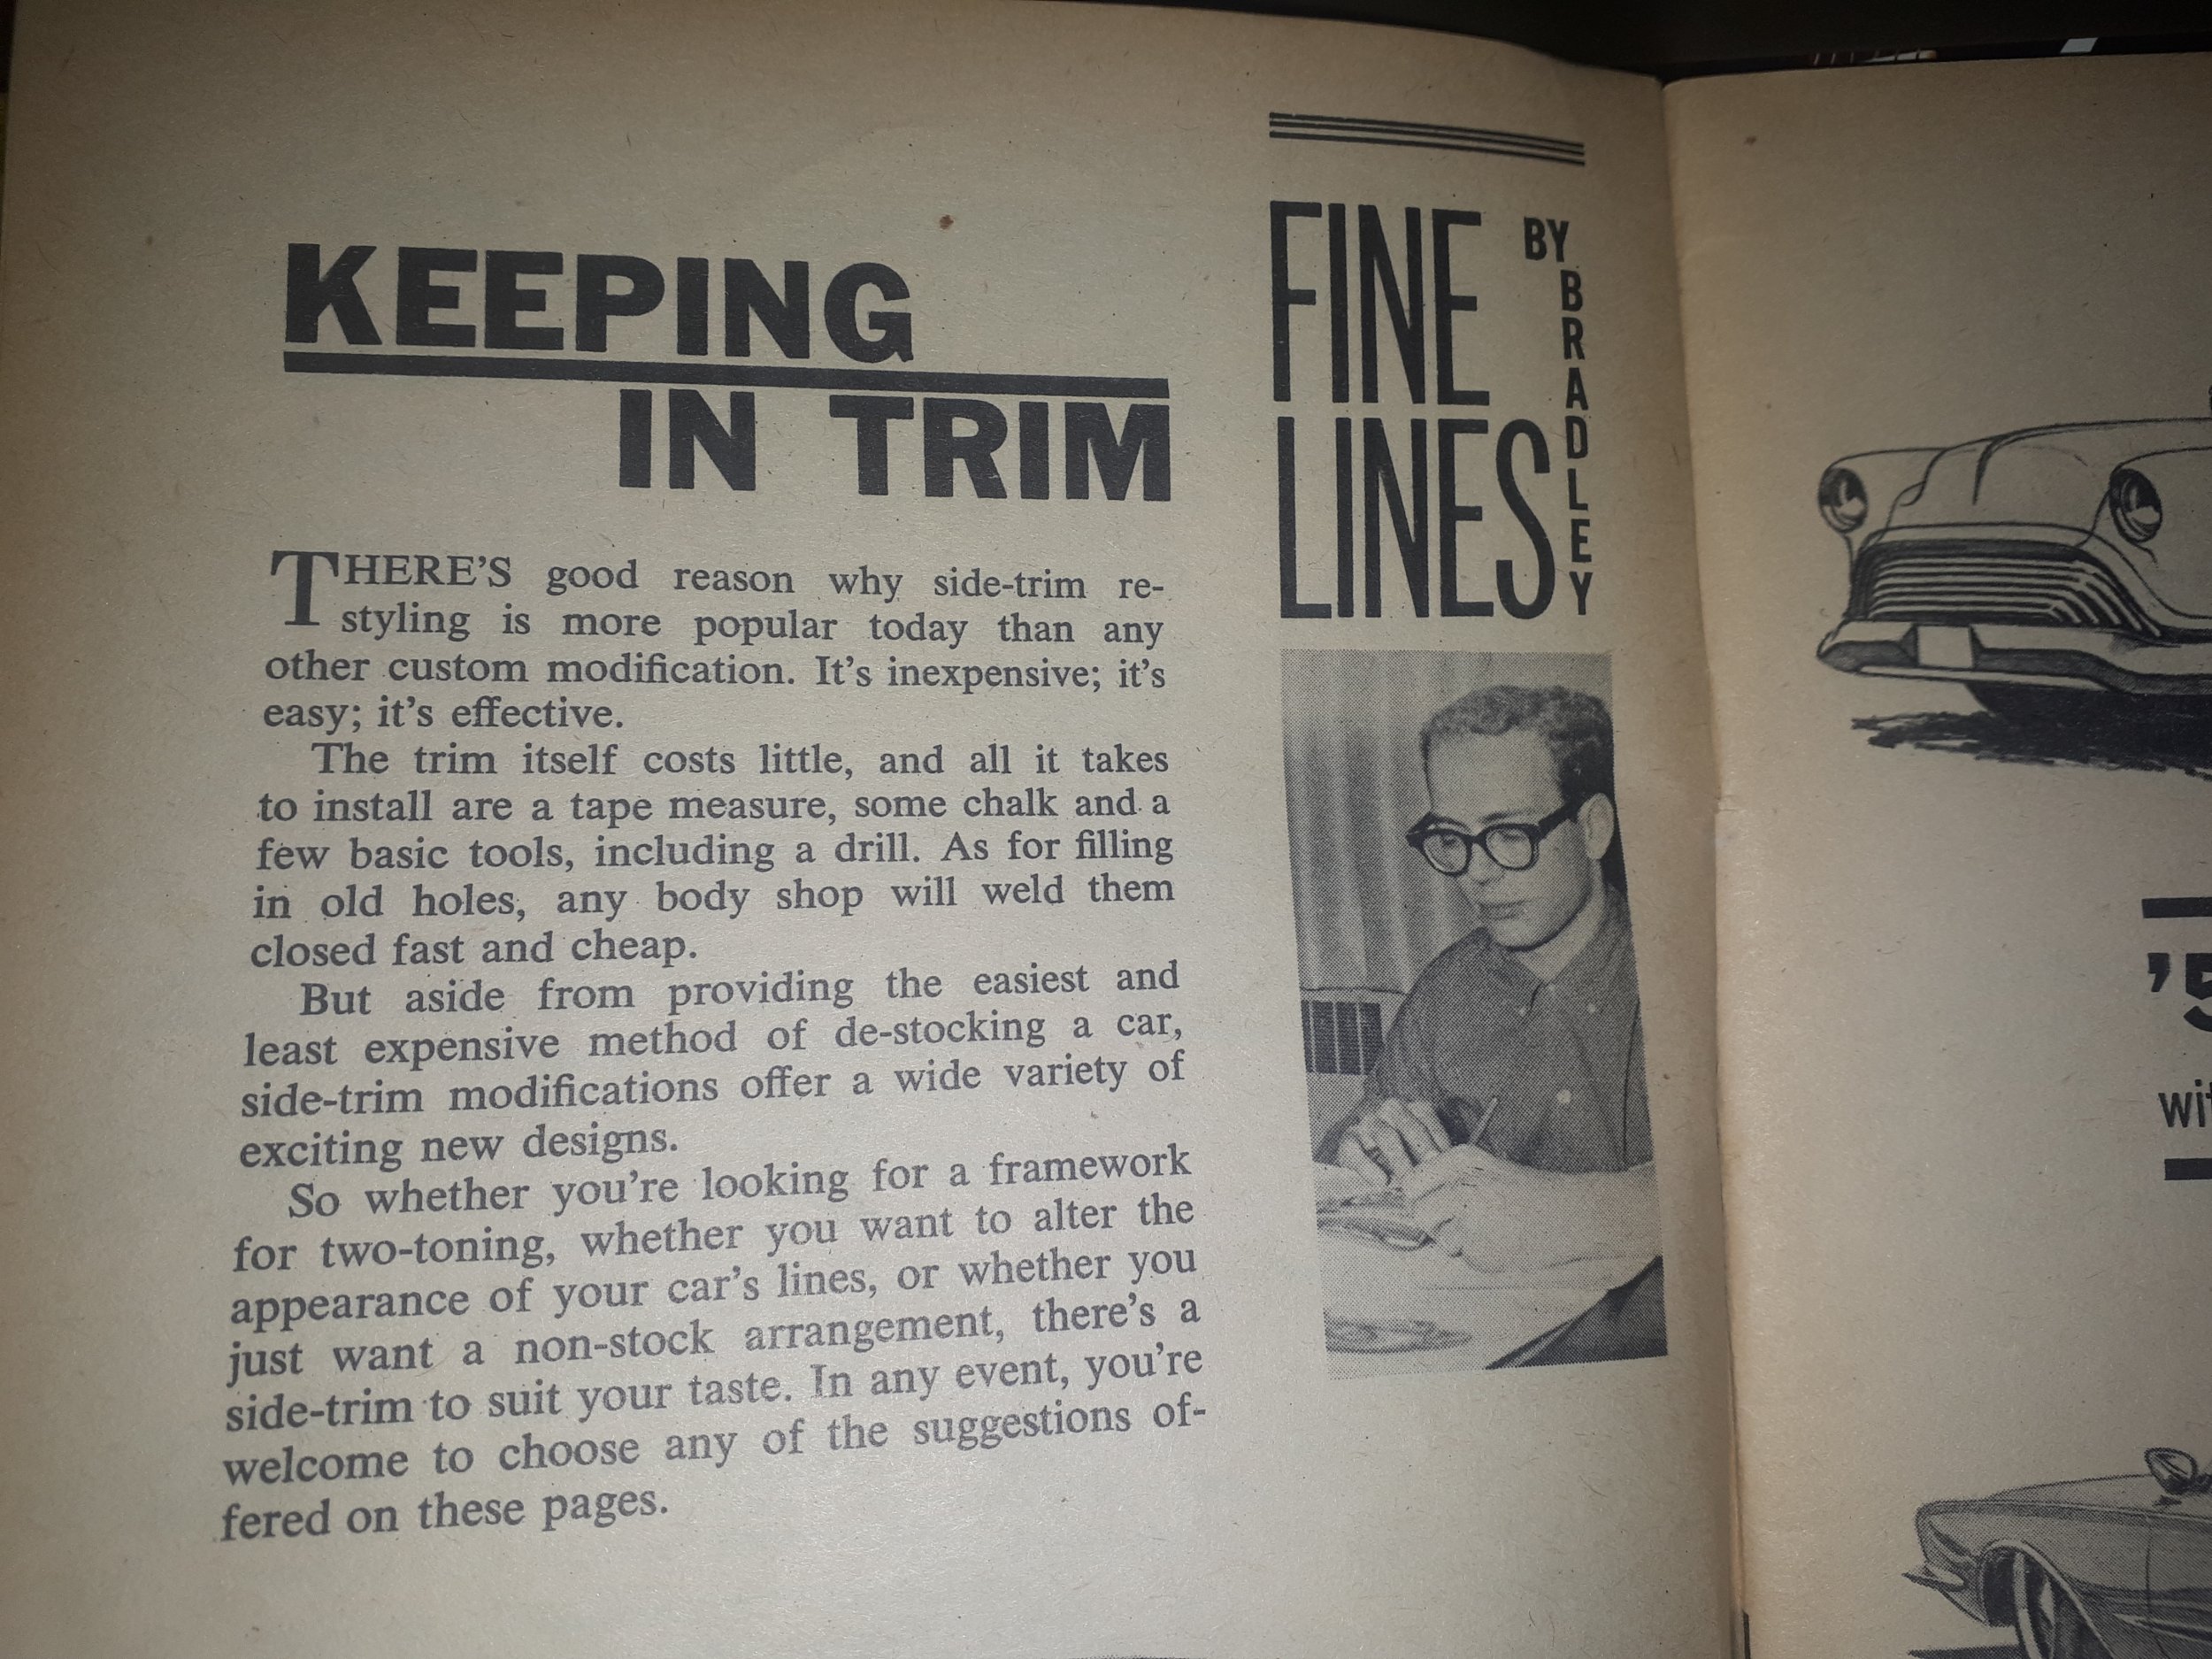 KEEPING
IN TRIM
THERE'S good reason why side-trim re-
styling is more popular today than any
other custom modification. It's inexpensive; it's
easy; it's effective.
The trim itself costs little, and all it takes
to install are a tape measure, some chalk and a
few basic tools, including a drill. As for filling
in old holes, any body shop will weld them
closed fast and cheap.
But aside from providing the easiest and
least expensive method of de-stocking a car,
side-trim modifications offer a wide variety of
exciting new designs.
So whether you're looking for a framework
for two-toning, whether you want to alter the
appearance of your car's lines, or whether you
just want a non-stock arrangement, there's a
side-trim to suit your taste. In any event, you're
welcome to choose any of the suggestions of-
fered on these pages.
FINE
LINES
BY
BRADLEY